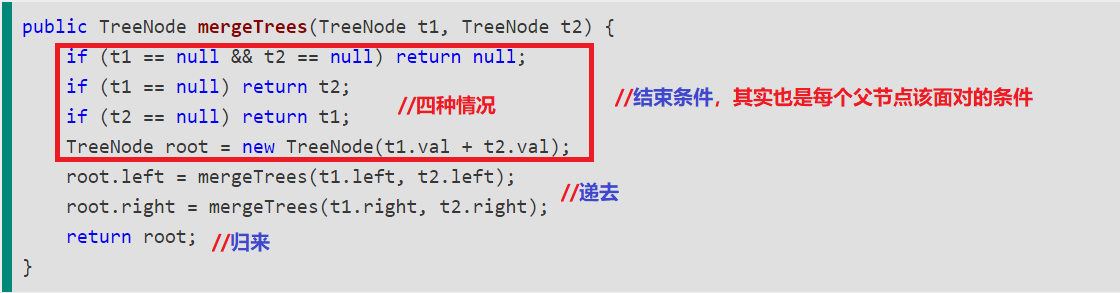 public TreeNode mergeTrees(TreeNode t1, TreeNode t2) {
if (t1 == null && t2 == null) return null;
if (t1 == null) return t2;
//四种情况
//结束条件，其实也是每个父节点该面对的条件
if (t2 == null) return t1;
TreeNode root = new TreeNode(t1.val + t2.val);
root.left = mergeTrees(t1.left, t2.left);
//递去
root.right = mergeTrees(t1.right, t2.right);
return root; //归来
}